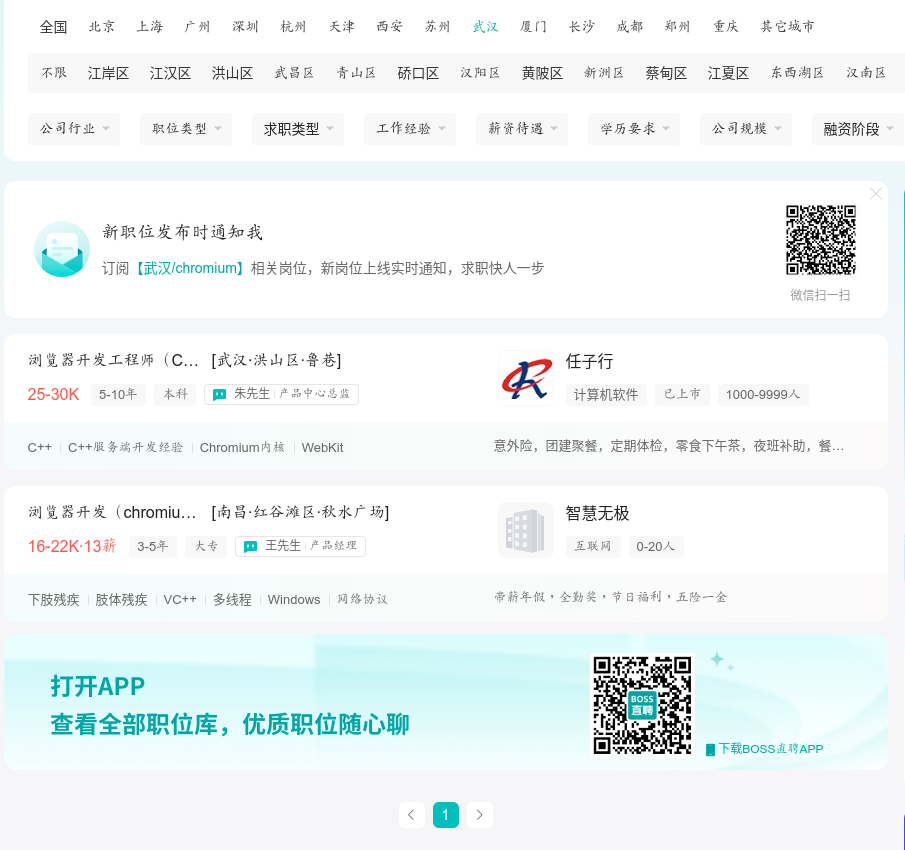 全国 北京 上海 广州 深圳 杭州 天津 西安 苏州 武汉 厦门 长沙 成都 郑州 重庆 其它城市
不限 江岸区 江汉区 洪山区 武昌区 青山区 硚口区 汉阳区 黄陂区 新洲区 蔡甸区 江夏区 东西湖区 汉南区
公司行业 职位类型 求职类型 工作经验 薪资待遇 学历要求 公司规模 融资阶段
新职位发布时通知我
订阅【武汉/chromium】相关岗位，新岗位上线实时通知，求职快人一步
微信扫一扫
浏览器开发工程师（C… [武汉·洪山区·鲁巷] 任子行
25-30K 5-10年 本科 朱先生 产品中心总监 计算机软件 已上市 1000-9999人
C++ C++服务端开发经验 Chromium内核 WebKit 意外险，团建聚餐，定期体检，零食下午茶，夜班补助，餐…
浏览器开发（chromiu… [南昌·红谷滩区·秋水广场] 智慧无极
16-22K·13薪 3-5年 大专 王先生 产品经理 互联网 0-20人
下肢残疾 肢体残疾 VC++ 多线程 Windows 网络协议 带薪年假，全勤奖，节日福利，五险一金
打开APP
查看全部职位库，优质职位随心聊
BOSS
直聘
下载BOSS直聘APP
1